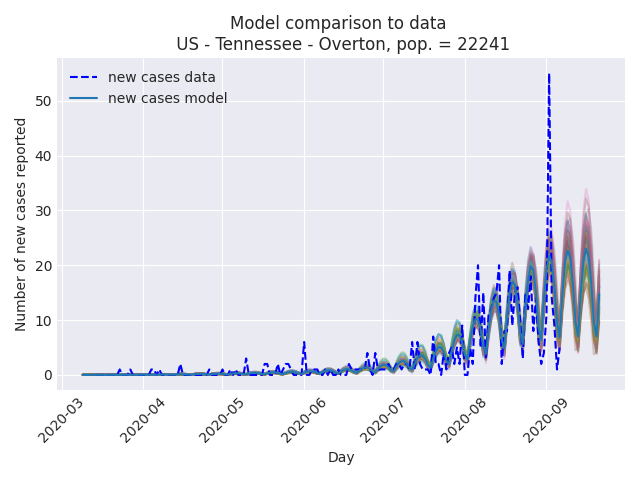 Model comparison to data
US - Tennessee - Overton, pop. = 22241
new cases data
new cases model
Number of new cases reported
50
40
30
20
10
0
2020-03
2020-04
2020-05
2020-06
2020-07
2020-08
2020-09
Day